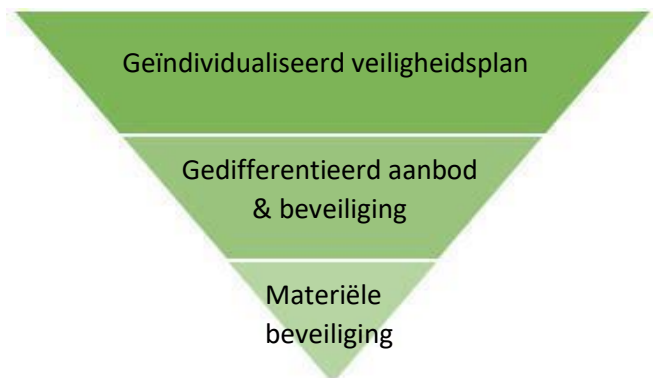 Geïndividualiseerd veiligheidsplan
Gedifferentieerd aanbod
& beveiliging
Materiële
beveiliging